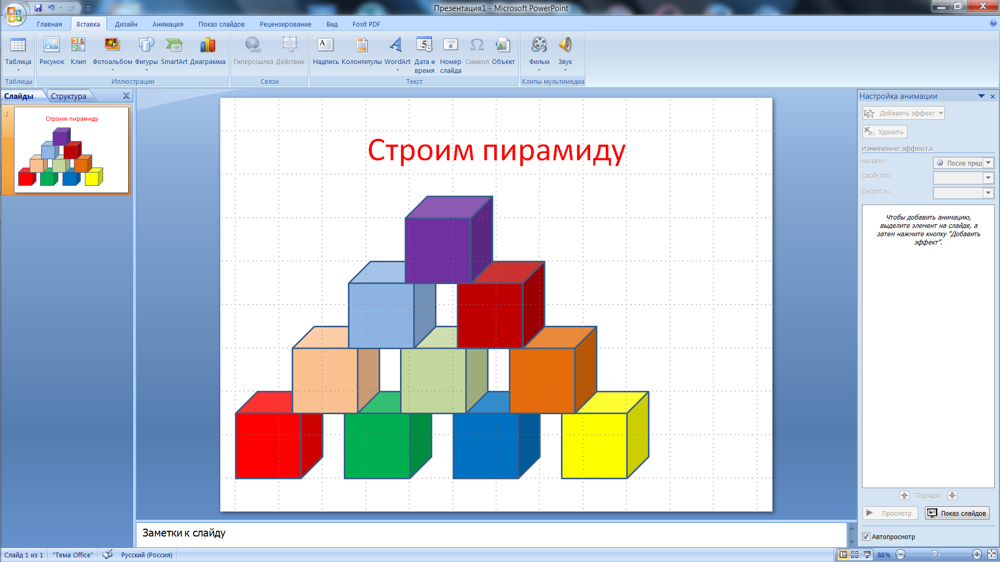 Презентация1 - Microsoft PowerPoint
Главная Вставка Дизайн Анимация Показ слайдов Рецензирование Вид Foxit PDF
Таблица Рисунок Клип Фотоальбом Фигуры SmartArt Диаграмма Гиперссылка Действие Надпись Колонтитулы WordArt Дата и время Номер слайда Символ Объект Фильм Звук
Таблицы Иллюстрации Связи Текст Клипы мультимедиа
Слайды Структура
1
Строим пирамиду
Строим пирамиду
Настройка анимации
Добавить эффект
Удалить
Изменение эффекта
Начало: После пред
Свойство:
Скорость:
Чтобы добавить анимацию,
выделите элемент на слайде, а
затем нажмите кнопку "Добавить
эффект".
Порядок
Просмотр Показ слайдов
Автопросмотр
Заметки к слайду
Слайд 1 из 1 "Тема Office" Русский (Россия) 88%